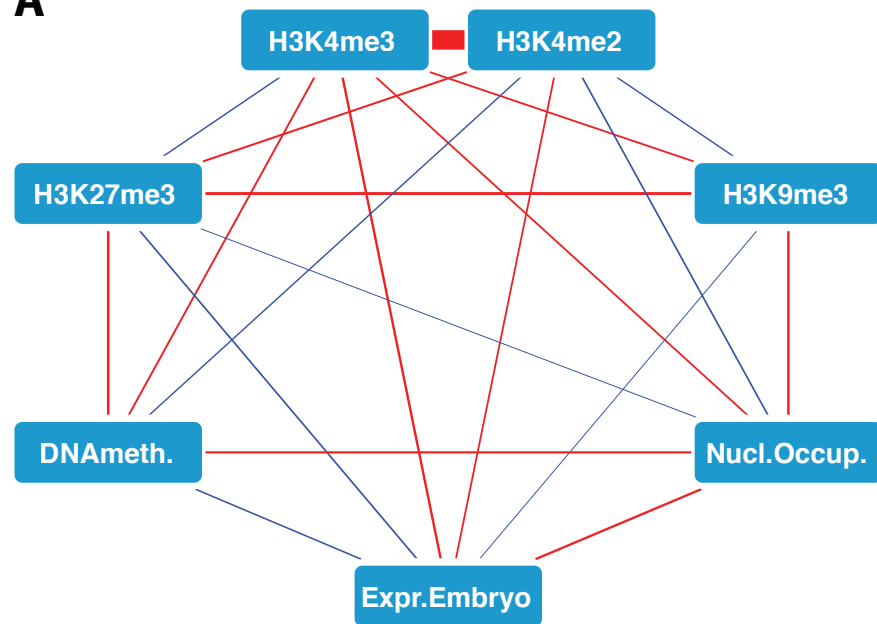 A
H3K4me3 H3K4me2
H3K27me3 H3K9me3
DNAmeth. Nucl.Occup.
Expr.Embryo